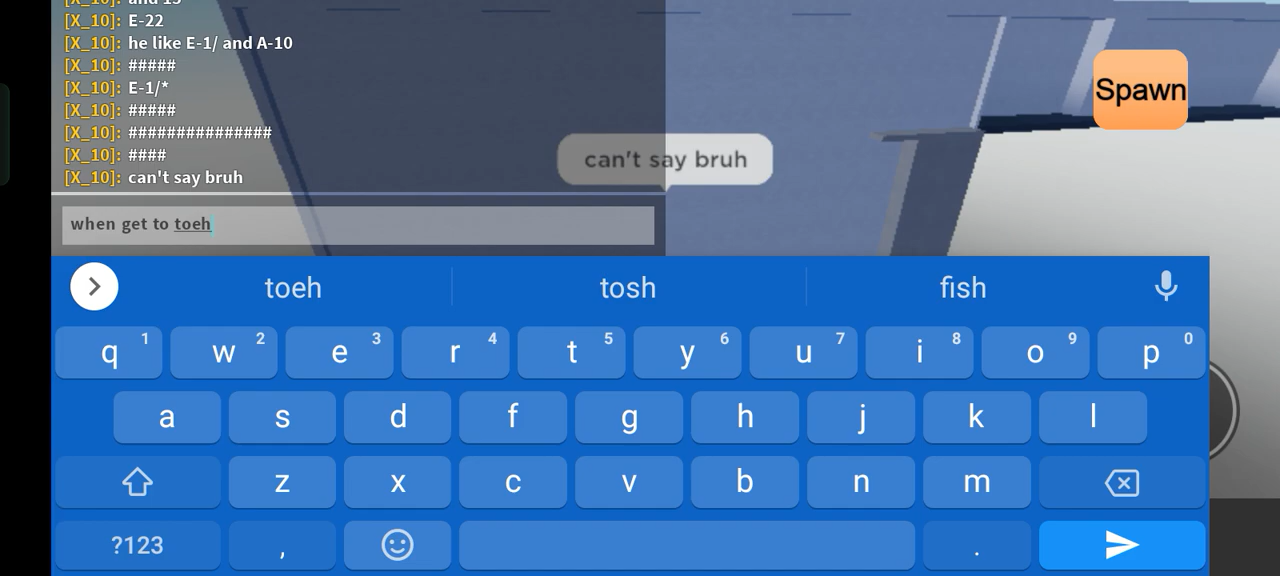 and 15
[X_10]: E-22
[X_10]: he like E-1/ and A-10
[X_10]: #####
[X_10]: E-1/*
[X_10]: #####
[X_10]: ###############
[X_10]: ####
[X_10]: can't say bruh
can't say bruh
Spawn
when get to toeh
toeh tosh fish
q 1 w 2 e 3 r 4 t 5 y 6 u 7 i 8 o 9 p 0
a s d f g h j k l
z x c v b n m
?123 , .